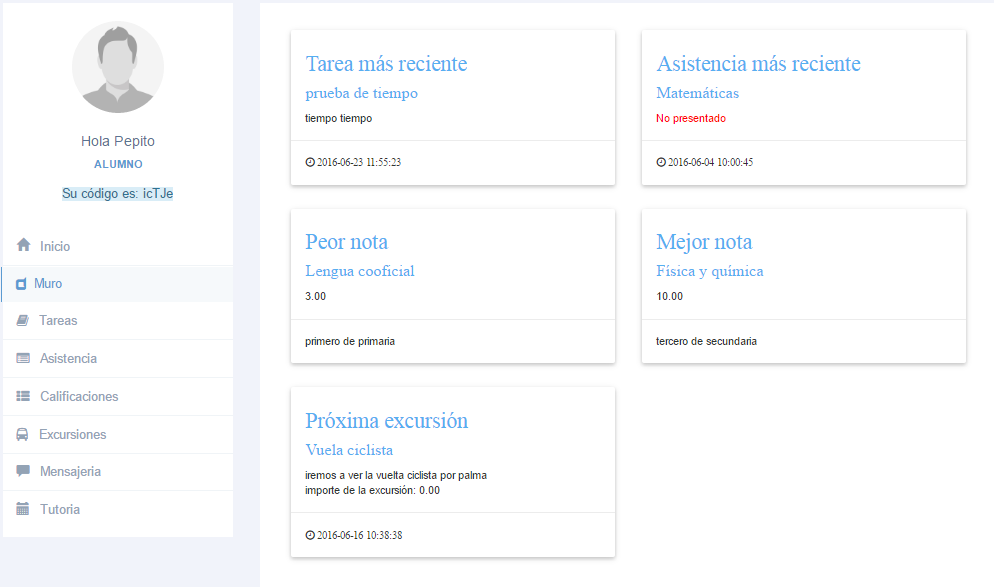 Hola Pepito
ALUMNO
Su código es: icTJe
Inicio
Muro
Tareas
Asistencia
Calificaciones
Excursiones
Mensajeria
Tutoria
Tarea más reciente
prueba de tiempo
tiempo tiempo
2016-06-23 11:55:23
Asistencia más reciente
Matemáticas
No presentado
2016-06-04 10:00:45
Peor nota
Lengua cooficial
3.00
primero de primaria
Mejor nota
Física y química
10.00
tercero de secundaria
Próxima excursión
Vuela ciclista
iremos a ver la vuelta ciclista por palma
importe de la excursión: 0.00
2016-06-16 10:38:38